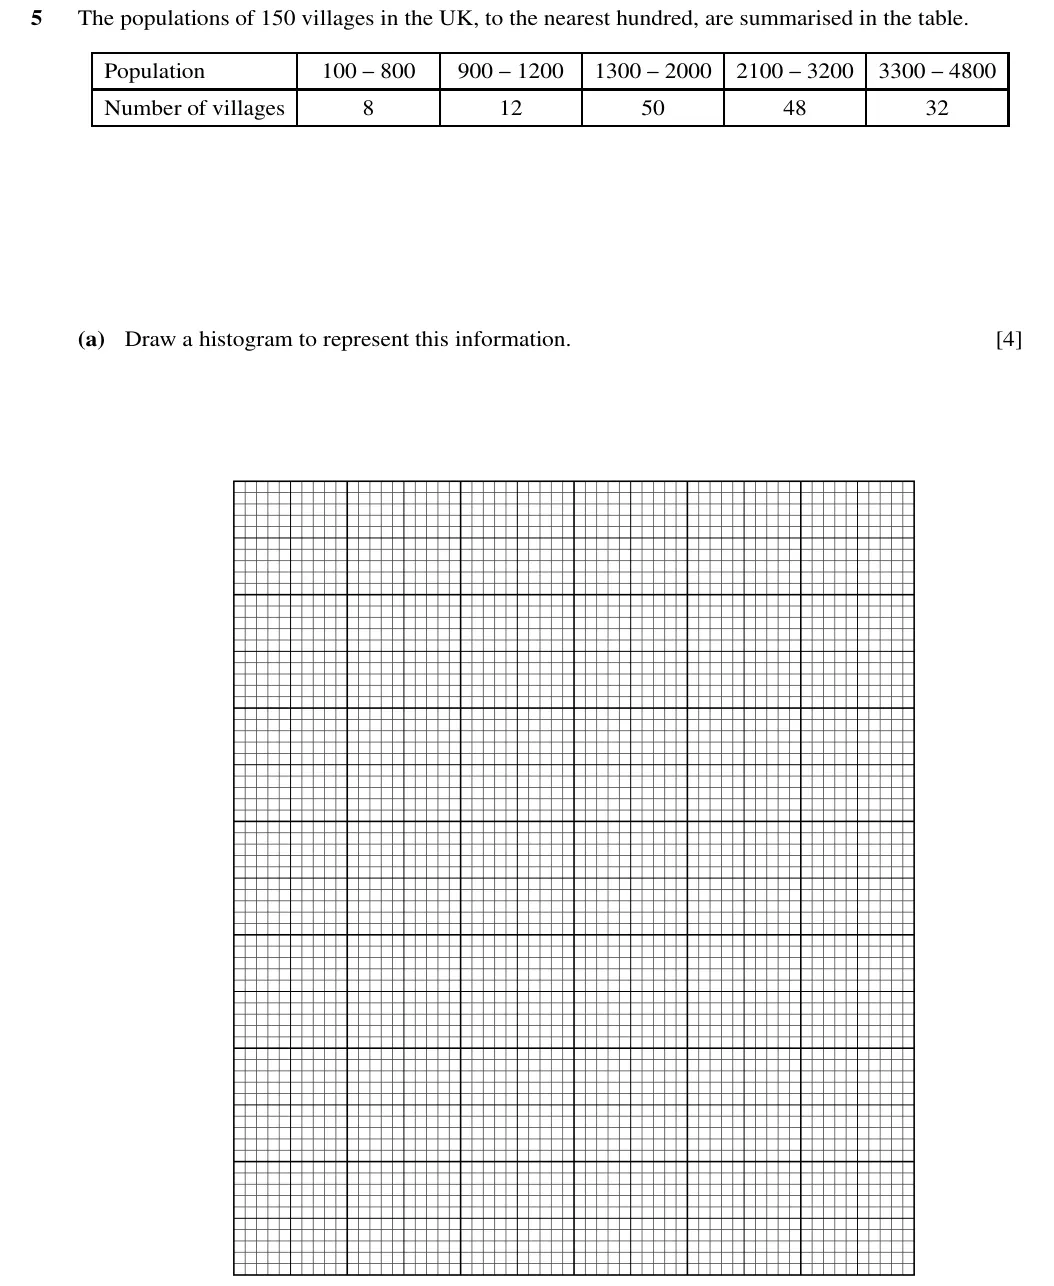 5 The populations of 150 villages in the UK, to the nearest hundred, are summarised in the table.
Population 100 – 800 900 – 1200 1300 – 2000 2100 – 3200 3300 – 4800
Number of villages 8 12 50 48 32
(a) Draw a histogram to represent this information. [4]